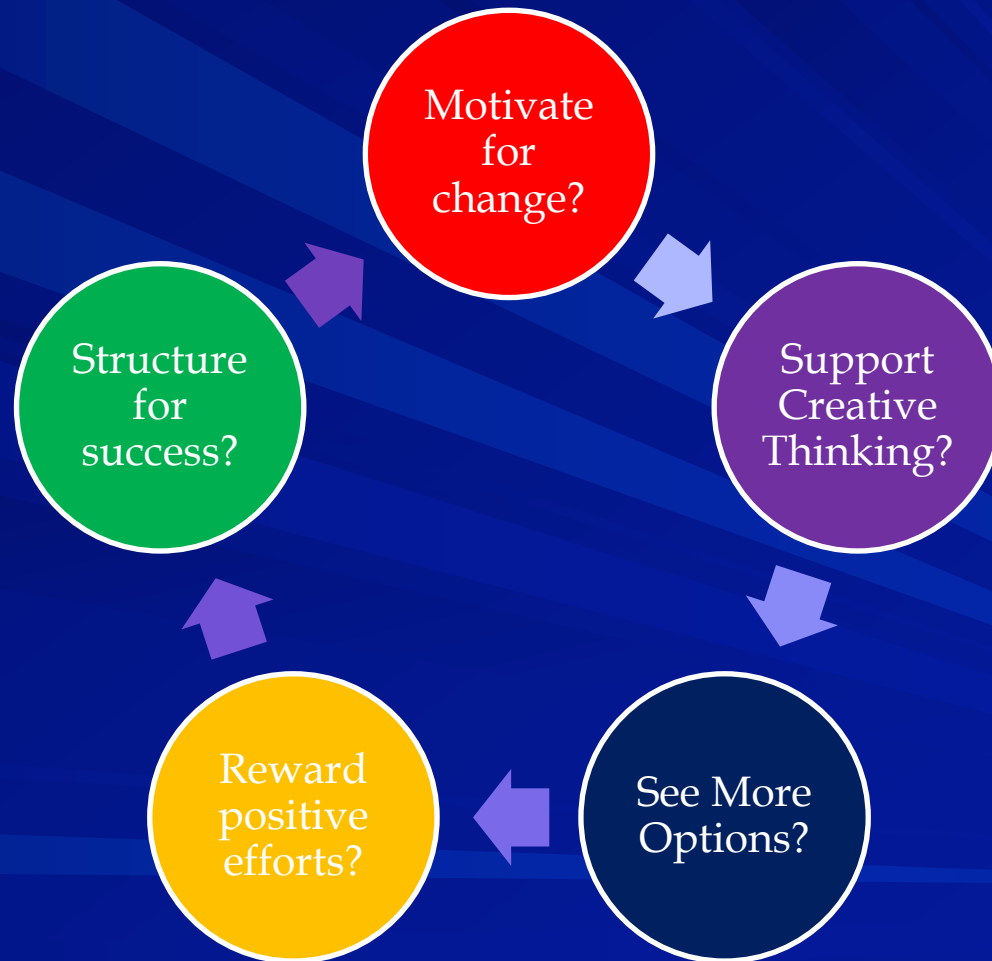 Motivate
for
change?
Support
Creative
Thinking?
See More
Options?
Reward
positive
efforts?
Structure
for
success?